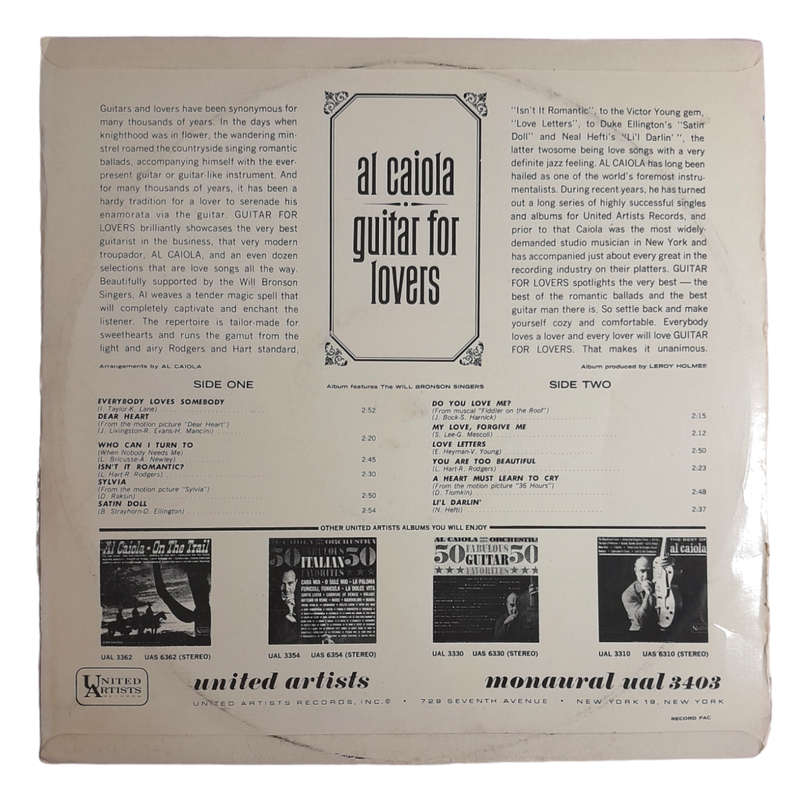 Guitars and lovers have been synonymous for
many thousands of years. In the days when
knighthood was in flower, the wandering min-
strel roamed the countryside singing romantic
ballads, accompanying himself with the ever-
present guitar or guitar-like instrument. And
for many thousands of years, it has been a
hardy tradition for a lover to serenade his
enamorata via the guitar. GUITAR FOR
LOVERS brilliantly showcases the very best
guitarist in the business, that very modern
troupador, AL CAIOLA, and an even dozen
selections that are love songs all the way.
Beautifully supported by the Will Bronson
Singers, Al weaves a tender magic spell that
will completely captivate and enchant the
listener. The repertoire is tailor-made for
sweethearts and runs the gamut from the
light and airy Rodgers and Hart standard,
Arrangements by AL CAIOLA
al caiola
guitar for
lovers
"Isn't It Romantic", to the Victor Young gem,
"Love Letters", to Duke Ellington's "Satin
Doll" and Neal Hefti's "Li'l Darlin' ", the
latter twosome being love songs with a very
definite jazz feeling. AL CAIOLA has long been
hailed as one of the world's foremost instru-
mentalists. During recent years, he has turned
out a long series of highly successful singles
and albums for United Artists Records, and
prior to that Caiola was the most widely-
demanded studio musician in New York and
has accompanied just about every great in the
recording industry on their platters. GUITAR
FOR LOVERS spotlights the very best — the
best of the romantic ballads and the best
guitar man there is. So settle back and make
yourself cozy and comfortable. Everybody
loves a lover and every lover will love GUITAR
FOR LOVERS. That makes it unanimous.
Album produced by LEROY HOLMES
SIDE ONE
Album features The WILL BRONSON SINGERS
EVERYBODY LOVES SOMEBODY
(I. Taylor-K. Lane) 2:52
DEAR HEART
(From the motion picture "Dear Heart")
(J. Livingston-R. Evans-H. Mancini) 2:20
WHO CAN I TURN TO
(When Nobody Needs Me)
(L. Bricusse-A. Newley) 2:45
ISN'T IT ROMANTIC?
(L. Hart-R. Rodgers) 2:30
SYLVIA
(From the motion picture "Sylvia")
(D. Raksin) 2:50
SATIN DOLL
(B. Strayhorn-D. Ellington) 2:54
SIDE TWO
DO YOU LOVE ME?
(From musical "Fiddler on the Roof")
(J. Bock-S. Harnick) 2:15
MY LOVE, FORGIVE ME
(S. Lee-G. Mescoli) 2:12
LOVE LETTERS
(E. Heyman-V. Young) 2:50
YOU ARE TOO BEAUTIFUL
(L. Hart-R. Rodgers) 2:23
A HEART MUST LEARN TO CRY
(From the motion picture "36 Hours")
(D. Tiomkin) 2:48
LI'L DARLIN'
(N. Hefti) 2:37
OTHER UNITED ARTISTS ALBUMS YOU WILL ENJOY
Al Caiola - On The Trail
UAL 3362 UAS 6362 (STEREO)
ORCHESTRA
50 FABULOUS 50
ITALIAN
FAVORITES
CARA MIA • O SOLE MIO • LA PALOMA
FUNICULI, FUNICULA • LA DOLCE VITA
UAL 3354 UAS 6354 (STEREO)
AL CAIOLA AND HIS ORCHESTRA
50 FABULOUS 50
GUITAR
FAVORITES
UAL 3330 UAS 6330 (STEREO)
THE BEST OF
al caiola
UAL 3310 UAS 6310 (STEREO)
UNITED
ARTISTS
RECORDS
united artists
monaural ual 3403
UNITED ARTISTS RECORDS, INC.® • 729 SEVENTH AVENUE • NEW YORK 19, NEW YORK
RECORD FAC